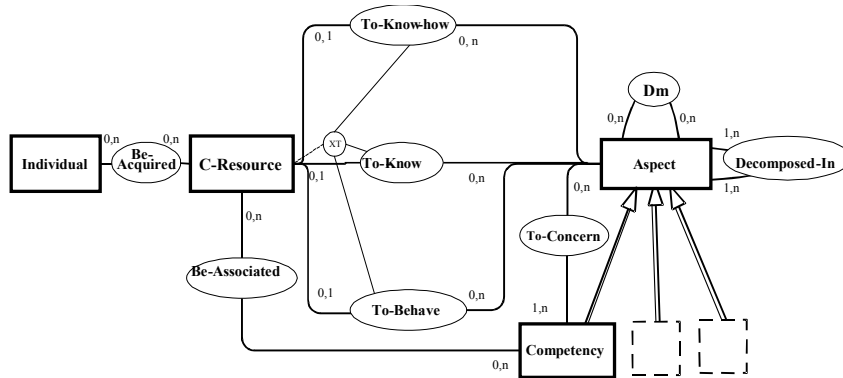 To-Know-how
0,1
0, n
Dm
0,n
0,n
1,n
0,n
0,n
Be-
Acquired
XT
Individual
C-Resource
To-Know
Aspect
Decomposed-In
0,1
0,n
0,n
1,n
0,n
To-Concern
Be-Associated
0,1
0,n
To-Behave
1,n
Competency
0,n